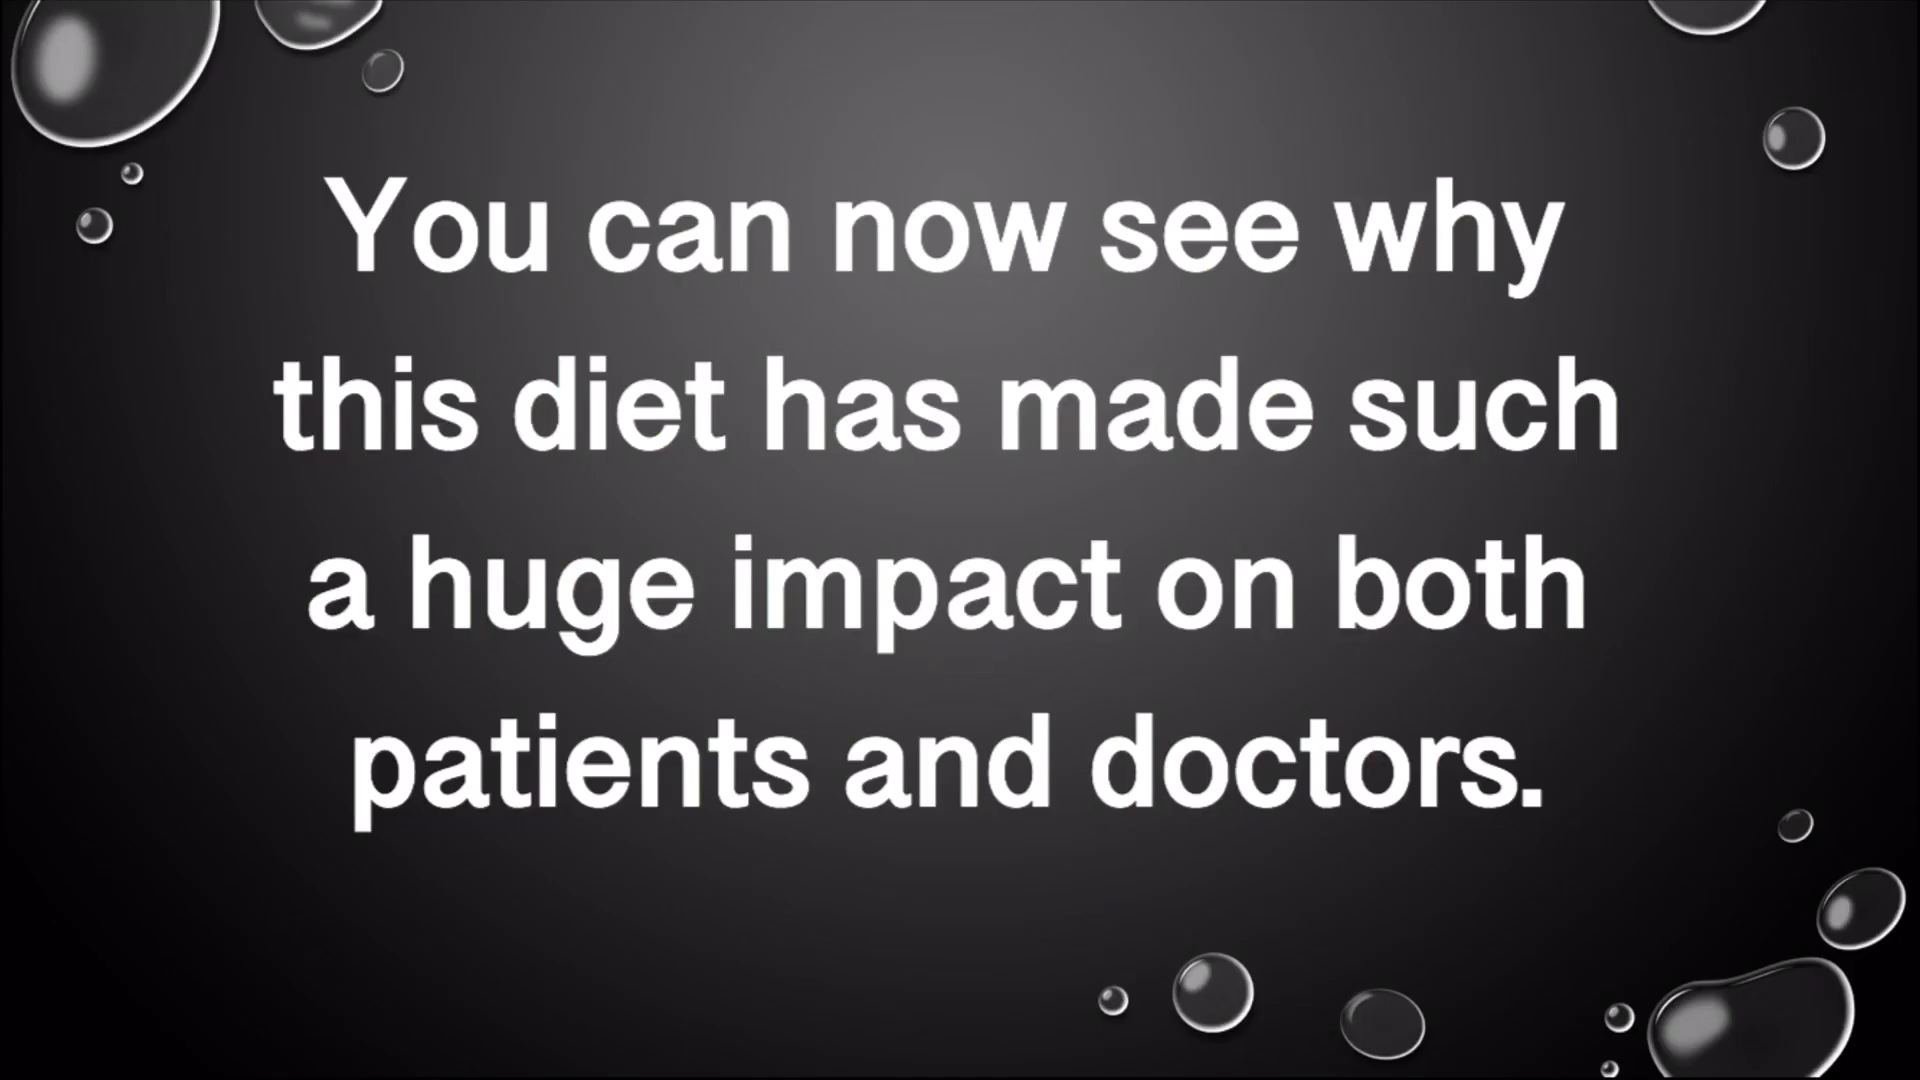 You can now see why
this diet has made such
a huge impact on both
patients and doctors.